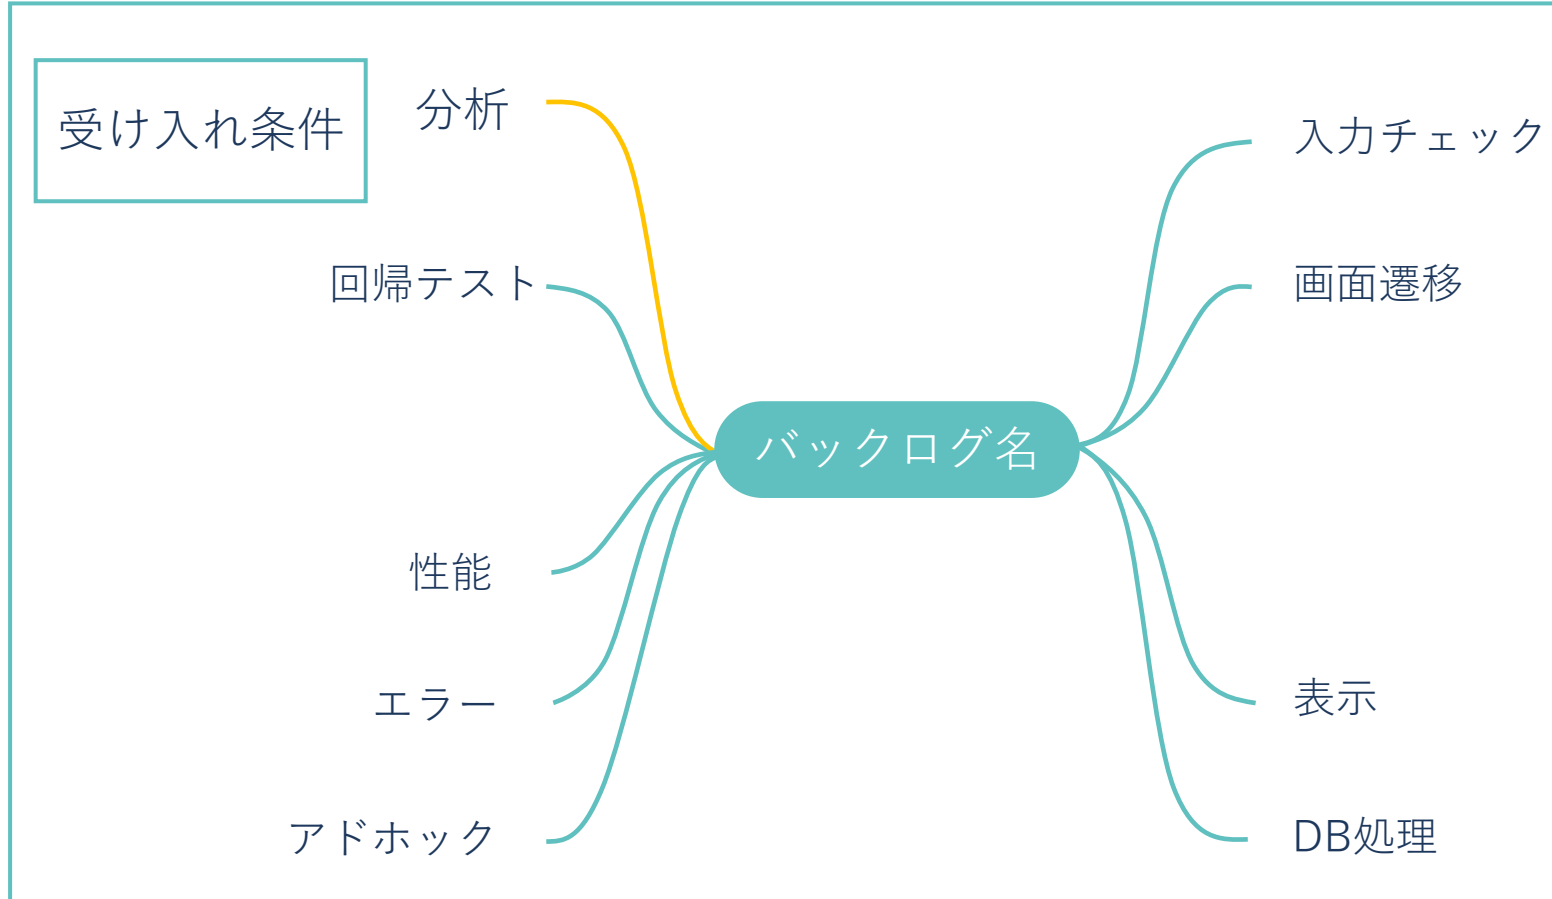 受け入れ条件
分析
回帰テスト
性能
エラー
アドホック
バックログ名
入力チェック
画面遷移
表示
DB処理